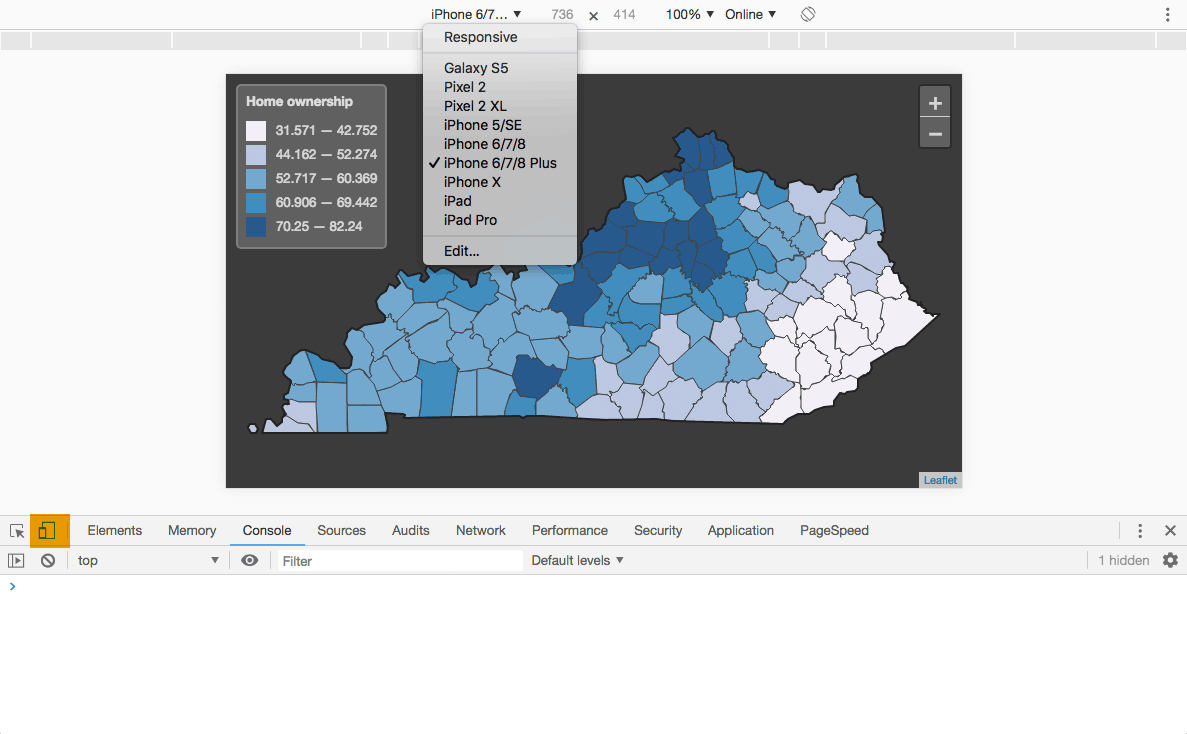 iPhone 6/7… ▼ 736 × 414 100% ▼ Online ▼
Responsive
Galaxy S5
Pixel 2
Pixel 2 XL
iPhone 5/SE
iPhone 6/7/8
✓ iPhone 6/7/8 Plus
iPhone X
iPad
iPad Pro
Edit...
Home ownership
31.571 — 42.752
44.162 — 52.274
52.717 — 60.369
60.906 — 69.442
70.25 — 82.24
+
−
Leaflet
Elements Memory Console Sources Audits Network Performance Security Application PageSpeed
top ▼ Filter Default levels ▼ 1 hidden
>